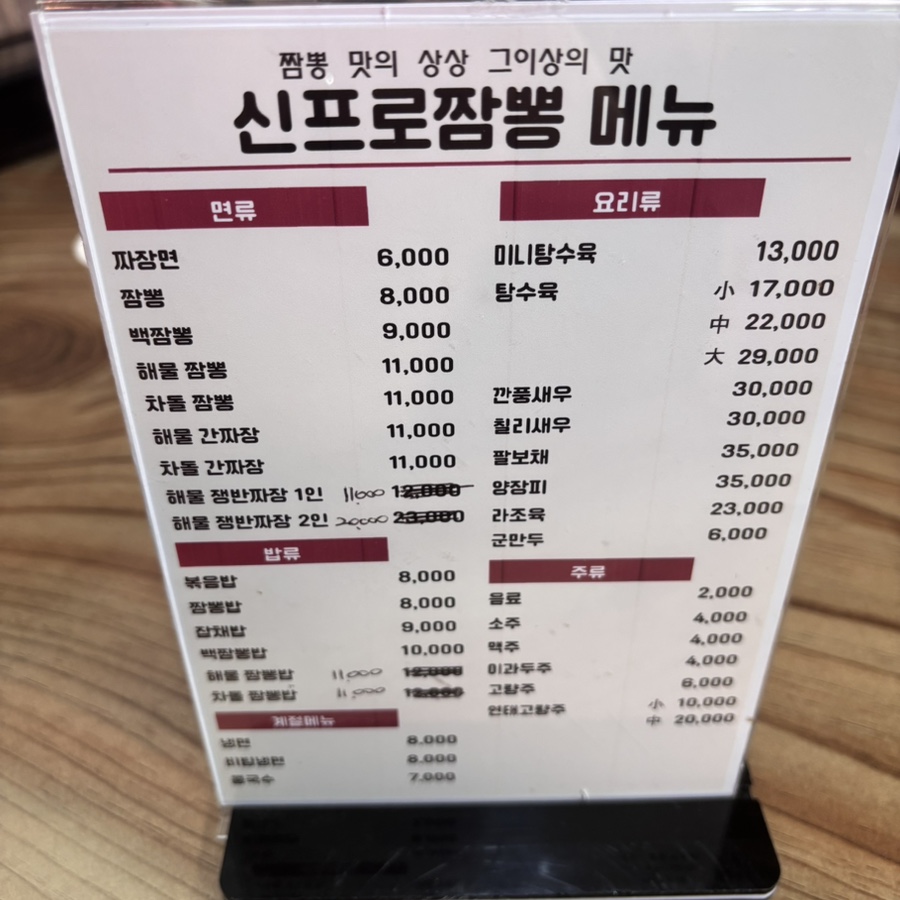 짬뽕 맛의 상상 그이상의 맛
신프로짬뽕 메뉴
면류
짜장면 6,000
짬뽕 8,000
백짬뽕 9,000
해물 짬뽕 11,000
차돌 짬뽕 11,000
해물 간짜장 11,000
차돌 간짜장 11,000
해물 쟁반짜장 1인 11,000 12,000
해물 쟁반짜장 2인 20,000 23,000
밥류
볶음밥 8,000
짬뽕밥 8,000
잡채밥 9,000
백짬뽕밥 10,000
해물 짬뽕밥 11,000 12,000
차돌 짬뽕밥 11,000 12,000
계절메뉴
냉면 8,000
비빔냉면 8,000
콩국수 7,000
요리류
미니탕수육 13,000
탕수육 小 17,000
中 22,000
大 29,000
깐풍새우 30,000
칠리새우 30,000
팔보채 35,000
양장피 35,000
라조육 23,000
군만두 6,000
주류
음료 2,000
소주 4,000
맥주 4,000
이과두주 4,000
고량주 6,000
연태고량주 小 10,000
中 20,000